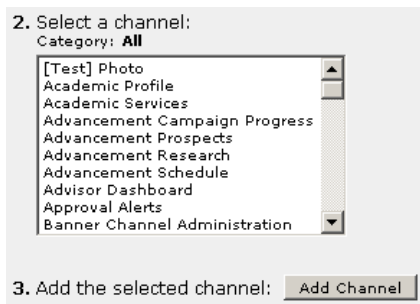 2. Select a channel:
Category: All
[Test] Photo
Academic Profile
Academic Services
Advancement Campaign Progress
Advancement Prospects
Advancement Research
Advancement Schedule
Advisor Dashboard
Approval Alerts
Banner Channel Administration
3. Add the selected channel: Add Channel